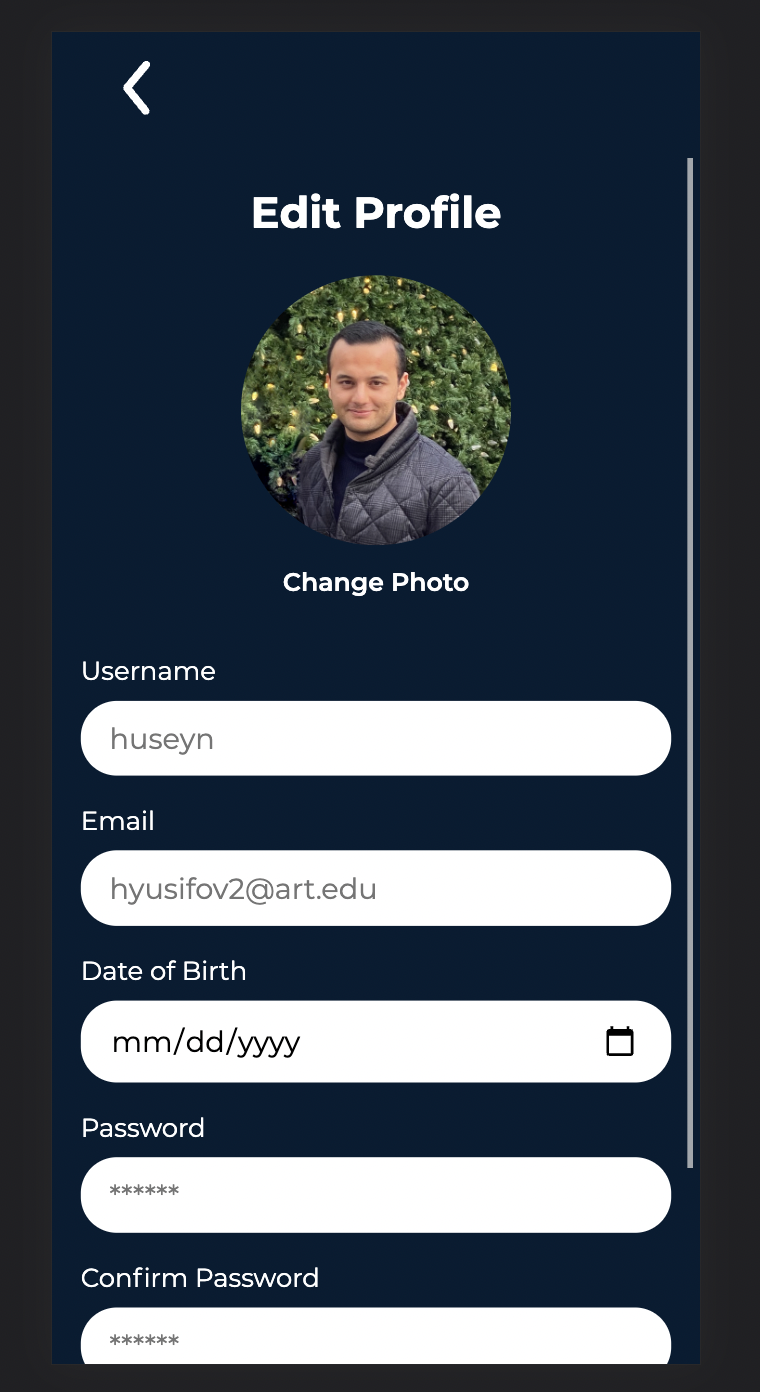 Edit Profile
Change Photo
Username
huseyn
Email
hyusifov2@art.edu
Date of Birth
mm/dd/yyyy
Password
******
Confirm Password
******